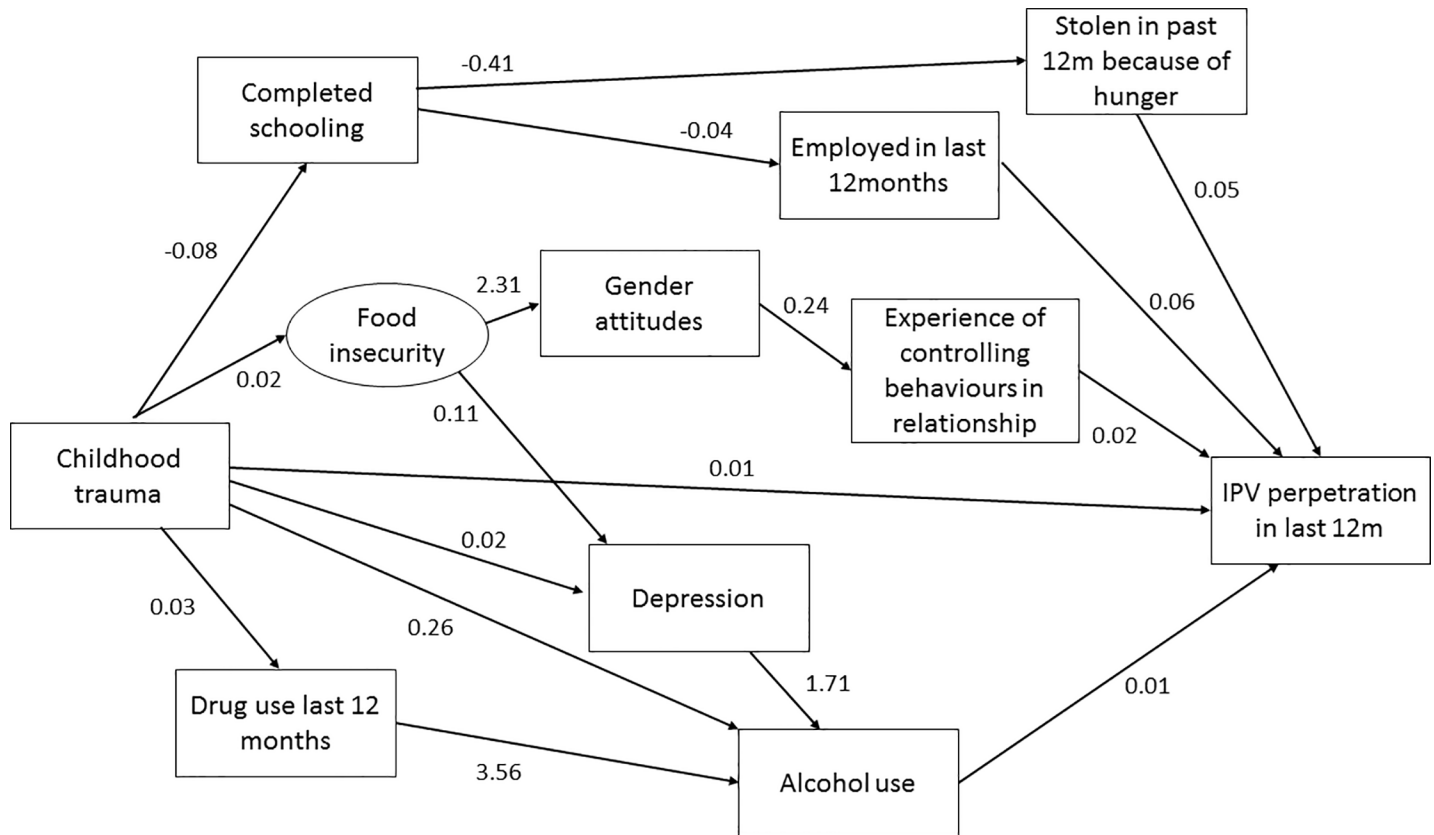 Stolen in past
12m because of
hunger
-0.41
Completed
schooling
-0.04
Employed in last
12months
0.05
-0.08
2.31
Gender
attitudes
0.24
Food
insecurity
0.06
Experience of
controlling
behaviours in
relationship
0.02
0.11
0.02
Childhood
trauma
0.01
IPV perpetration
in last 12m
0.02
0.03
0.26
Depression
1.71
0.01
Drug use last 12
months
3.56
Alcohol use